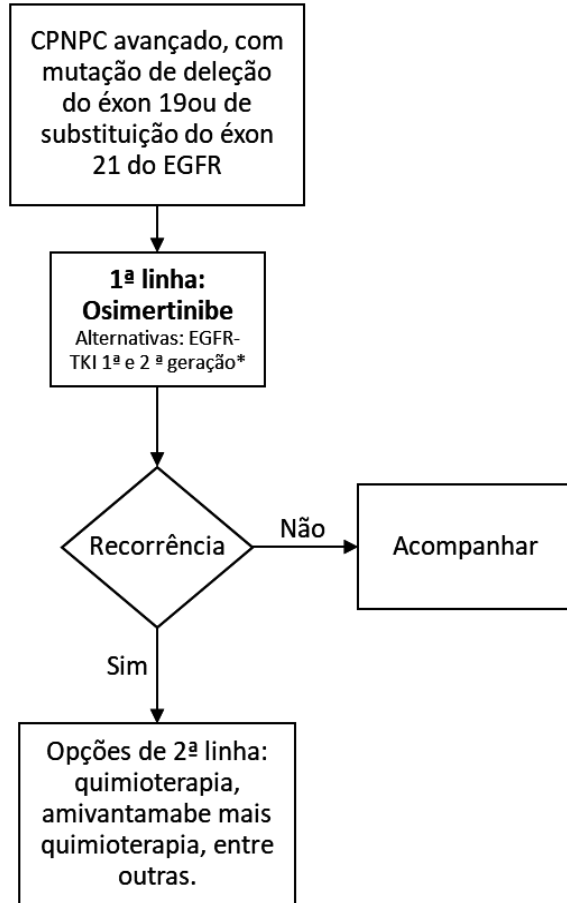 CPNPC avançado, com
mutação de deleção
do éxon 19ou de
substituição do éxon
21 do EGFR
1ª linha:
Osimertinibe
Alternativas: EGFR-
TKI 1ª e 2 ª geração*
Recorrência
Não
Acompanhar
Sim
Opções de 2ª linha:
quimioterapia,
amivantamabe mais
quimioterapia, entre
outras.